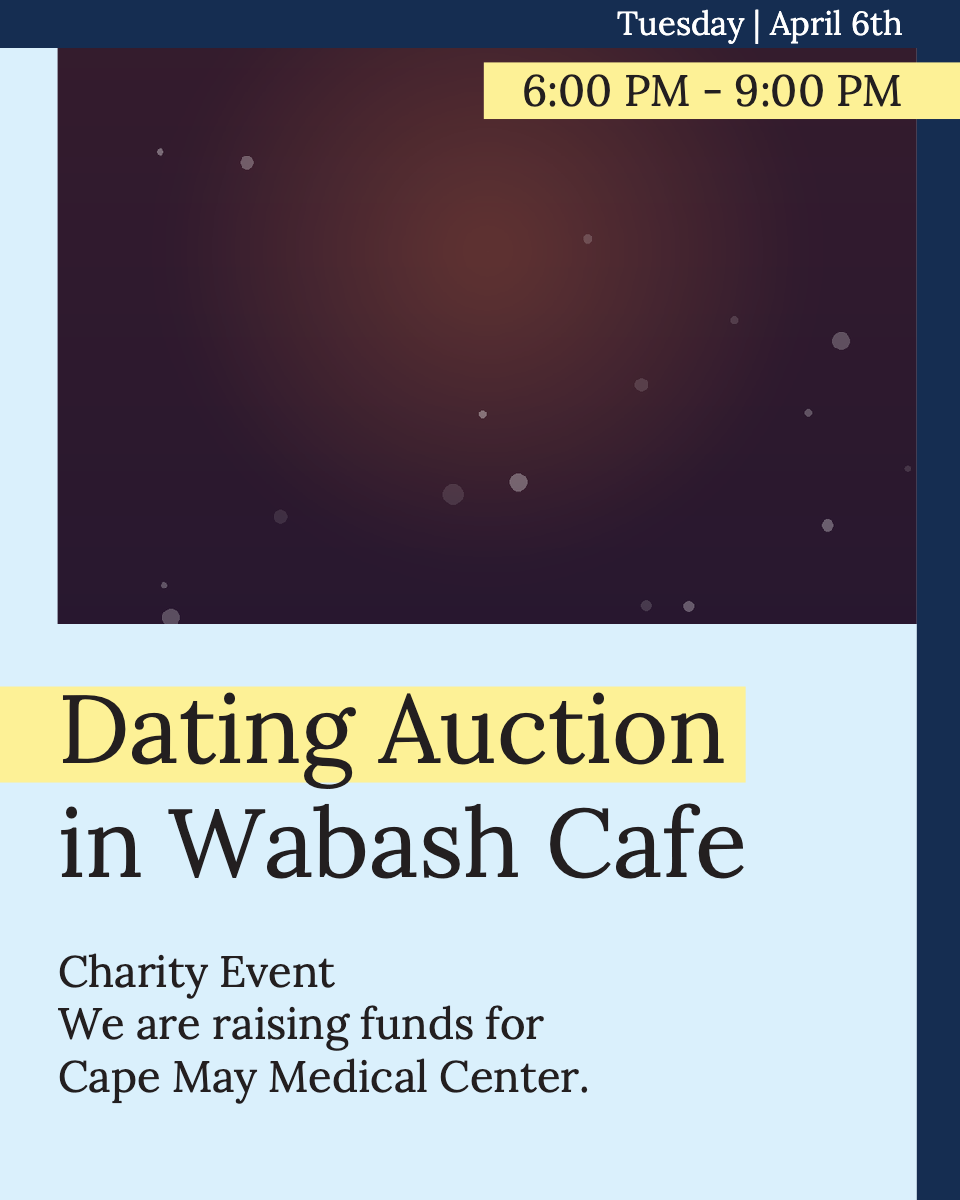 Tuesday | April 6th
6:00 PM - 9:00 PM
Dating Auction
in Wabash Cafe
Charity Event
We are raising funds for
Cape May Medical Center.